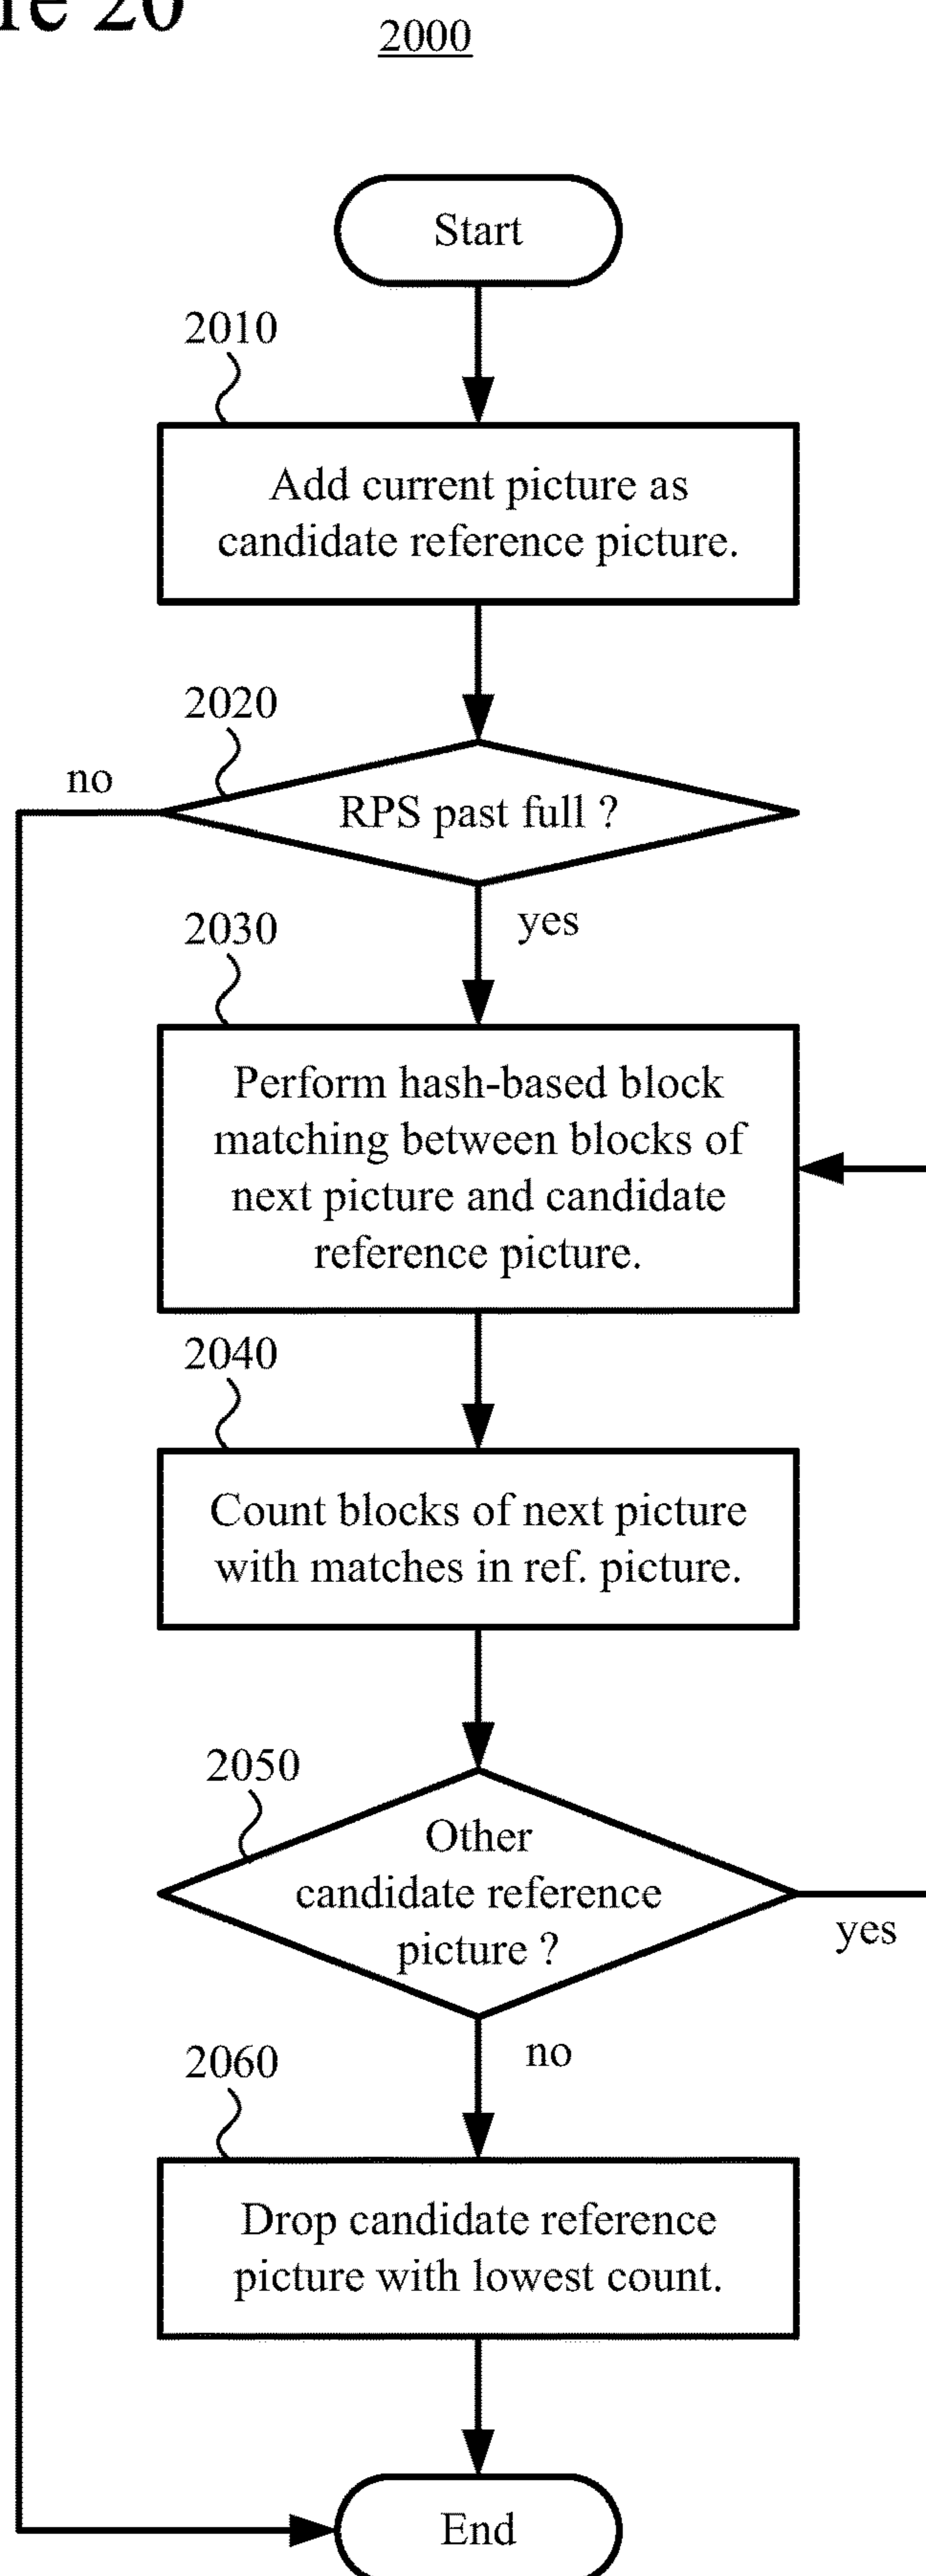 re 20
2000
Start
2010
Add current picture as
candidate reference picture.
2020
no
RPS past full ?
yes
2030
Perform hash-based block
matching between blocks of
next picture and candidate
reference picture.
2040
Count blocks of next picture
with matches in ref. picture.
2050
Other
candidate reference
picture ?
yes
no
2060
Drop candidate reference
picture with lowest count.
End